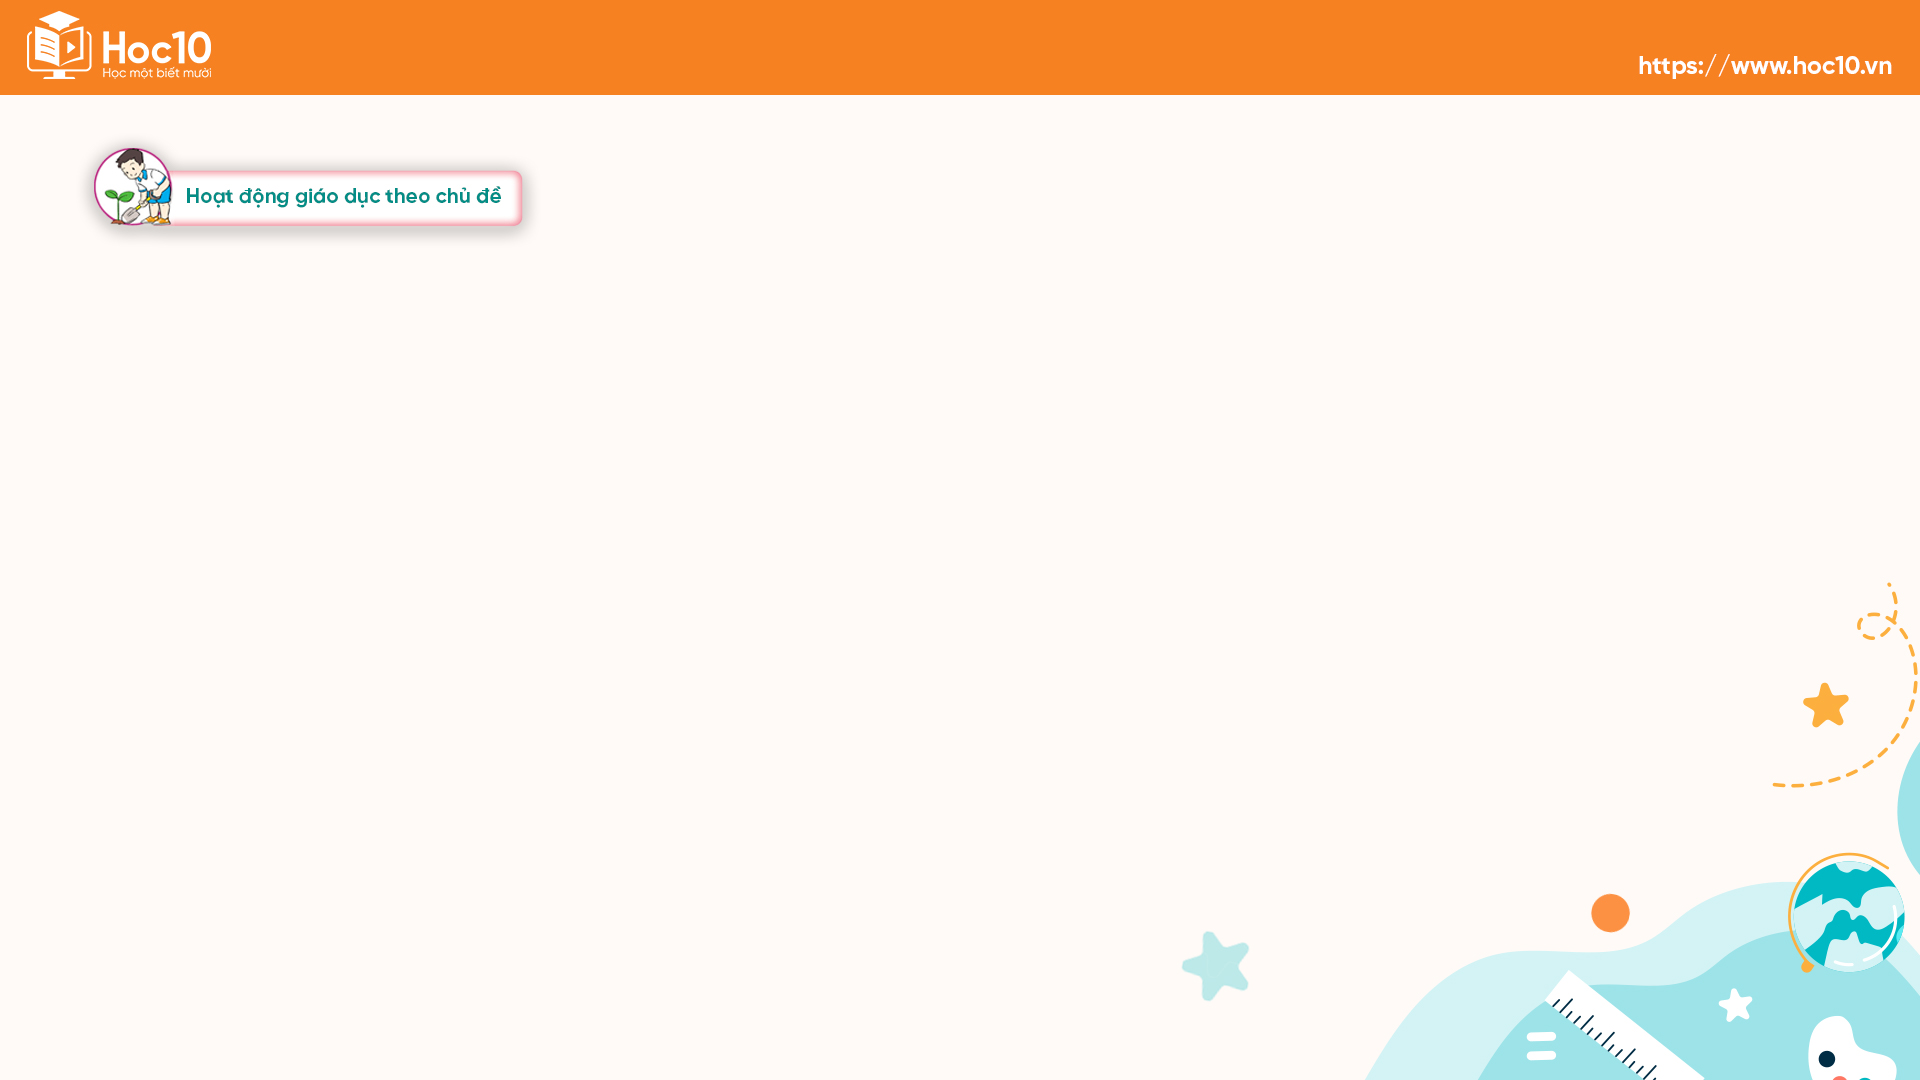 Hoc10
Học một biết mười
https://www.hoc10.vn
Hoạt động giáo dục theo chủ đề